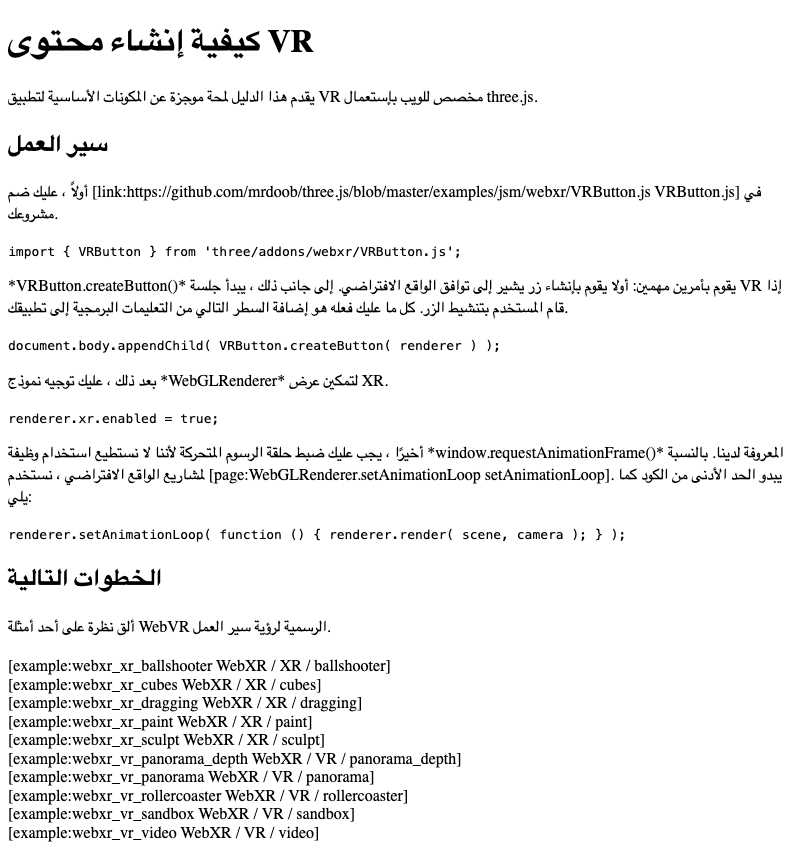 كيفية إنشاء محتوى VR
يقدم هذا الدليل لمحة موجزة عن المكونات الأساسية لتطبيق VR مخصص للويب بإستعمال three.js.
سير العمل
أولاً ، عليك ضم [link:https://github.com/mrdoob/three.js/blob/master/examples/jsm/webxr/VRButton.js VRButton.js] في
مشروعك.
import { VRButton } from 'three/addons/webxr/VRButton.js';
*VRButton.createButton()* يقوم بأمرين مهمين: أولا يقوم بإنشاء زر يشير إلى توافق الواقع الافتراضي. إلى جانب ذلك ، يبدأ جلسة VR إذا
قام المستخدم بتنشيط الزر. كل ما عليك فعله هو إضافة السطر التالي من التعليمات البرمجية إلى تطبيقك.
document.body.appendChild( VRButton.createButton( renderer ) );
بعد ذلك ، عليك توجيه نموذج *WebGLRenderer* لتمكين عرض XR.
renderer.xr.enabled = true;
أخيرًا ، يجب عليك ضبط حلقة الرسوم المتحركة لأننا لا نستطيع استخدام وظيفة *window.requestAnimationFrame()* المعروفة لدينا. بالنسبة
لمشاريع الواقع الافتراضي ، نستخدم [page:WebGLRenderer.setAnimationLoop setAnimationLoop]. يبدو الحد الأدنى من الكود كما
يلي:
renderer.setAnimationLoop( function () { renderer.render( scene, camera ); } );
الخطوات التالية
ألق نظرة على أحد أمثلة WebVR الرسمية لرؤية سير العمل.
[example:webxr_xr_ballshooter WebXR / XR / ballshooter]
[example:webxr_xr_cubes WebXR / XR / cubes]
[example:webxr_xr_dragging WebXR / XR / dragging]
[example:webxr_xr_paint WebXR / XR / paint]
[example:webxr_xr_sculpt WebXR / XR / sculpt]
[example:webxr_vr_panorama_depth WebXR / VR / panorama_depth]
[example:webxr_vr_panorama WebXR / VR / panorama]
[example:webxr_vr_rollercoaster WebXR / VR / rollercoaster]
[example:webxr_vr_sandbox WebXR / VR / sandbox]
[example:webxr_vr_video WebXR / VR / video]